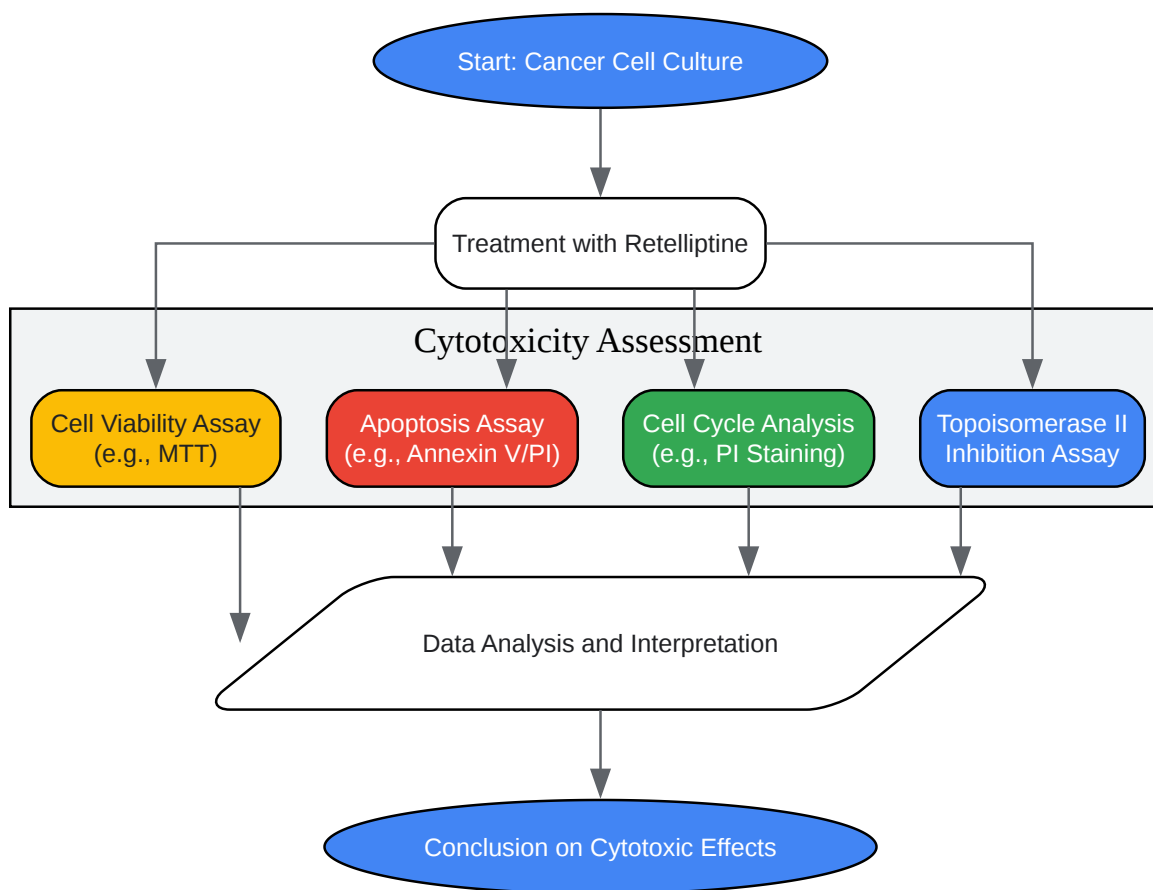 Start: Cancer Cell Culture
Treatment with Retelliptine
Cytotoxicity Assessment
Cell Viability Assay
(e.g., MTT)
Apoptosis Assay
(e.g., Annexin V/PI)
Cell Cycle Analysis
(e.g., PI Staining)
Topoisomerase II
Inhibition Assay
Data Analysis and Interpretation
Conclusion on Cytotoxic Effects